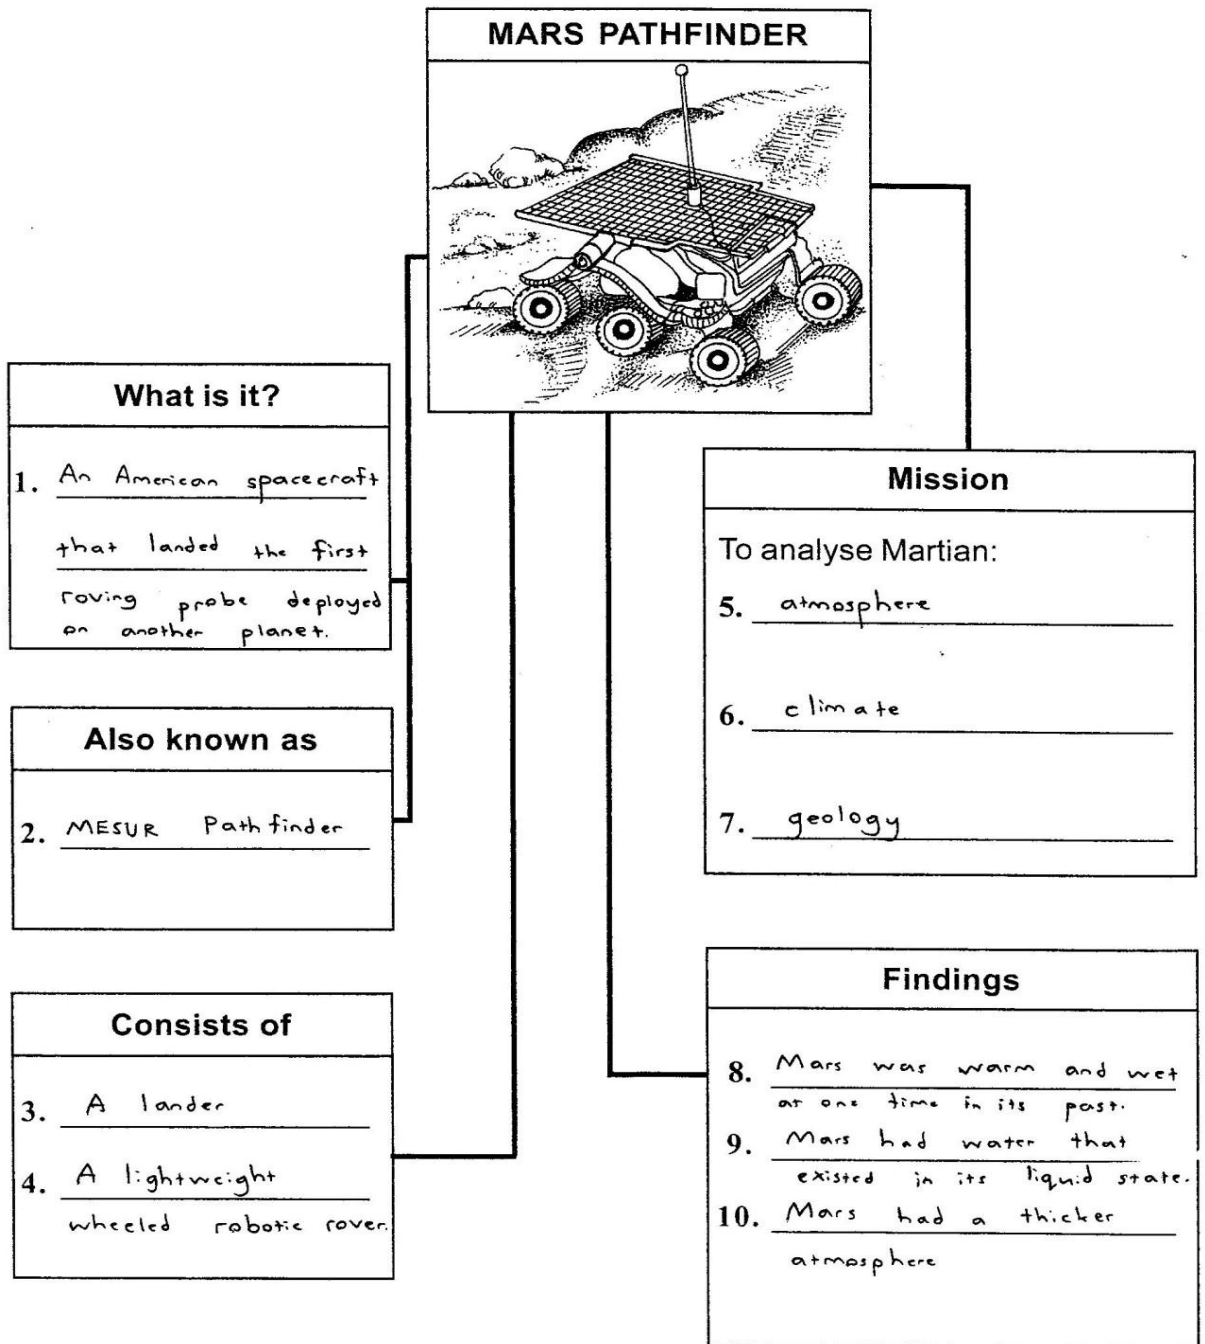 MARS PATHFINDER
What is it?
1. An American spacecraft
that landed the first
roving probe deployed
on another planet.
Also known as
2. MESUR Pathfinder
Consists of
3. A lander
4. A lightweight
wheeled robotic rover.
Mission
To analyse Martian:
5. atmosphere
6. climate
7. geology
Findings
8. Mars was warm and wet
at one time in its past.
9. Mars had water that
existed in its liquid state.
10. Mars had a thicker
atmosphere